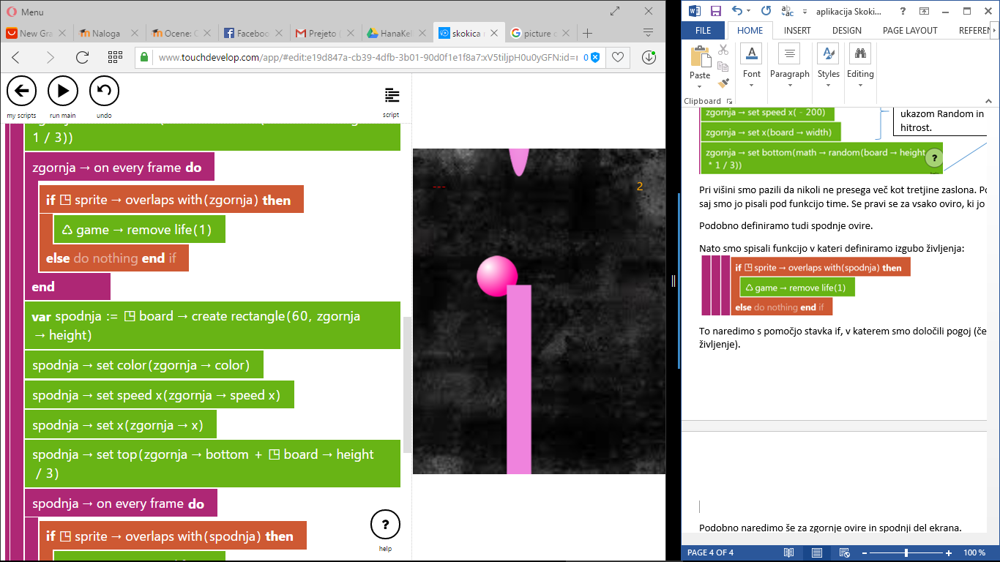 Menu
New Gra
Naloga
Ocene: C
Faceboo
Prejeto (
HanaKel
skokica
picture o
www.touchdevelop.com/app/#edit:e19d847a-cb39-4dfb-3b01-90d0f1e1f8a7:xV5tiljpH0u0yGFN:id=
0
my scripts
run main
undo
script
1 / 3))
zgornja → on every frame do
if sprite → overlaps with(zgornja) then
game → remove life(1)
else do nothing end if
end
var spodnja := board → create rectangle(60, zgornja
→ height)
spodnja → set color(zgornja → color)
spodnja → set speed x(zgornja → speed x)
spodnja → set x(zgornja → x)
spodnja → set top(zgornja → bottom + board → height
/ 3)
spodnja → on every frame do
if sprite → overlaps with(spodnja) then
?
help
---
2
aplikacija Skoki...
?
FILE
HOME
INSERT
DESIGN
PAGE LAYOUT
REFEREN
Paste
Font
Paragraph
Styles
Editing
Clipboard
zgornja → set speed x( - 200)
zgornja → set x(board → width)
zgornja → set bottom(math → random(board → height
* 1 / 3))
?
ukazom Random in
hitrost.
Pri višini smo pazili da nikoli ne presega več kot tretjine zaslona. Po
saj smo jo pisali pod funkcijo time. Se pravi se za vsako oviro, ki jo
Podobno definiramo tudi spodnje ovire.
Nato smo spisali funkcijo v kateri definiramo izgubo življenja:
if sprite → overlaps with(spodnja) then
game → remove life(1)
else do nothing end if
To naredimo s pomočjo stavka if, v katerem smo določili pogoj (če
življenje).
Podobno naredimo še za zgornje ovire in spodnji del ekrana.
PAGE 4 OF 4
100 %